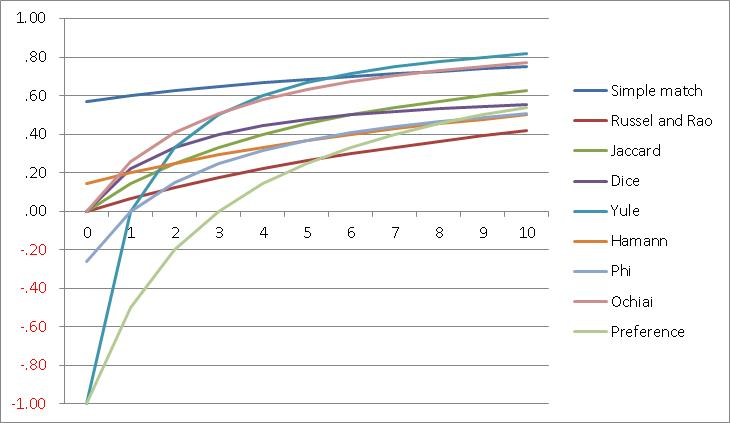 1.00
.80
.60
.40
.20
.00
-.20
-.40
-.60
-.80
-1.00
0 1 2 3 4 5 6 7 8 9 10
Simple match
Russel and Rao
Jaccard
Dice
Yule
Hamann
Phi
Ochiai
Preference